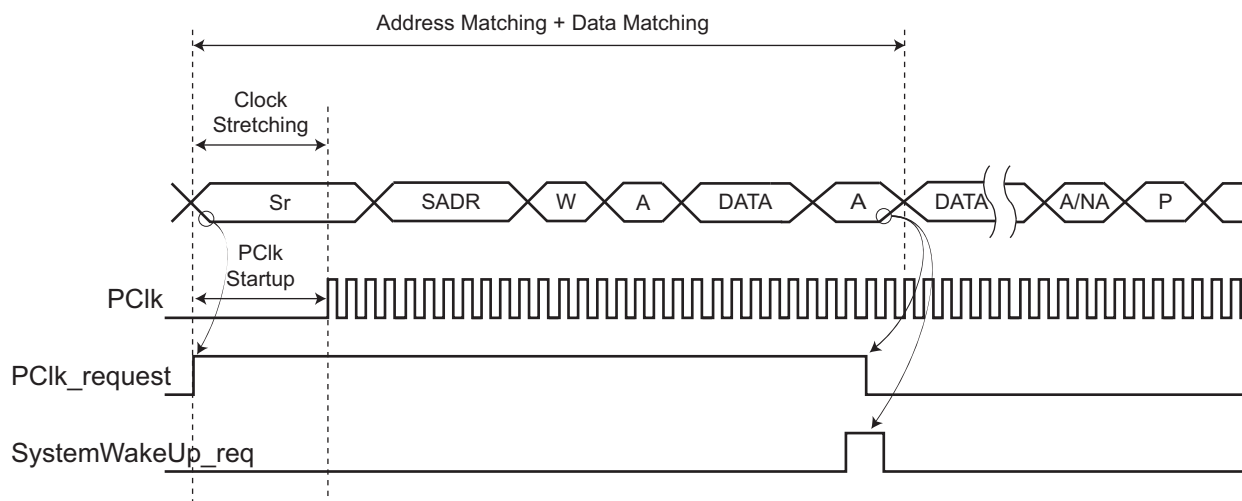 Address Matching + Data Matching
Clock
Stretching
Sr SADR W A DATA A DATA A/NA P
PClk
Startup
PClk
PClk_request
SystemWakeUp_req